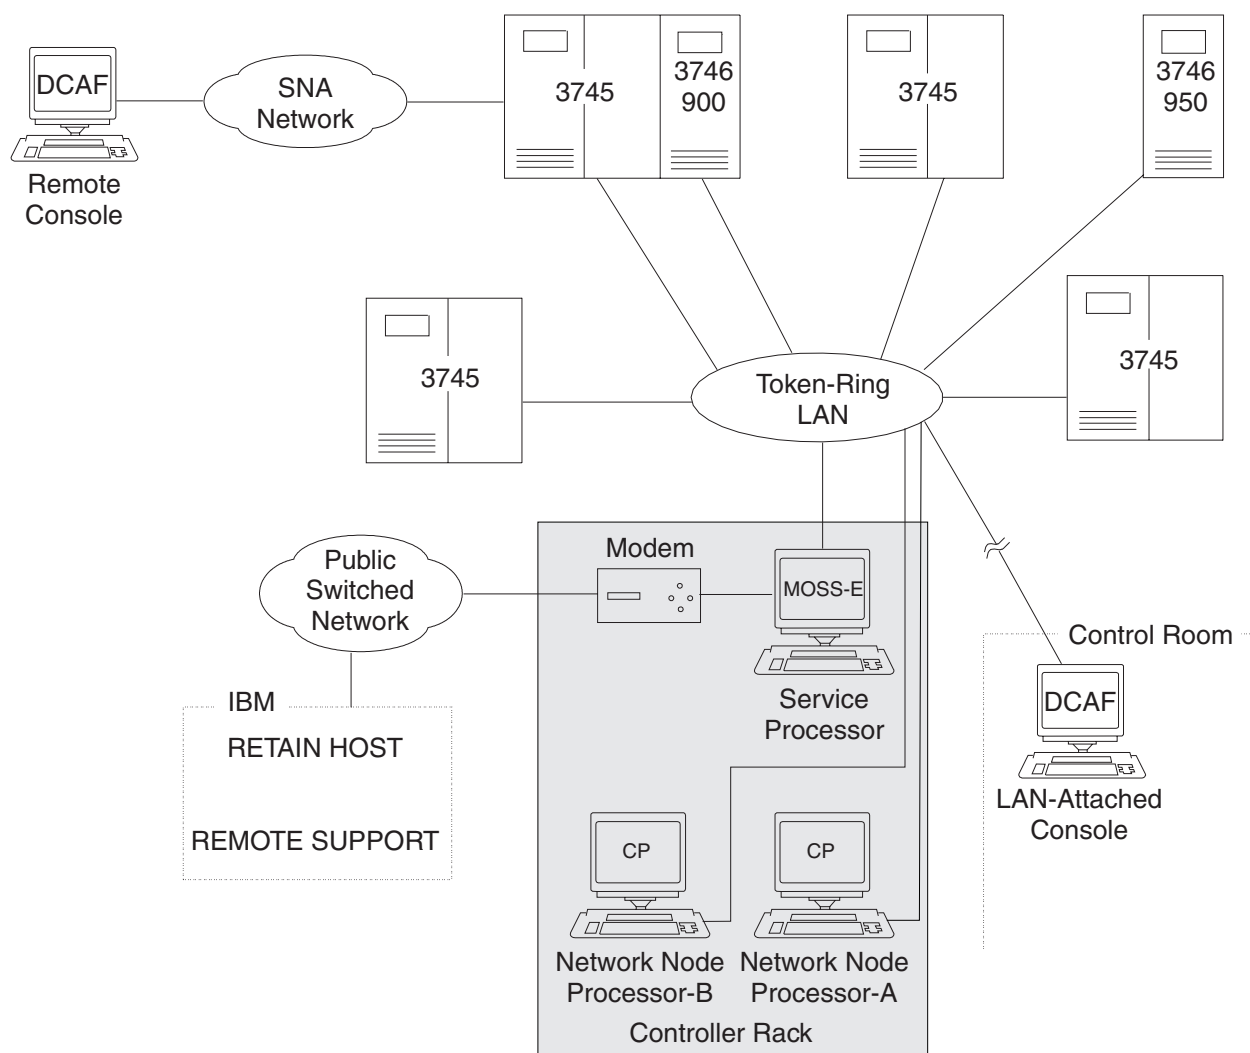 DCAF
Remote
Console
SNA
Network
3745
3746
900
3745
3746
950
3745
Token-Ring
LAN
3745
Public
Switched
Network
Modem
MOSS-E
Service
Processor
Control Room
DCAF
LAN-Attached
Console
IBM
RETAIN HOST
REMOTE SUPPORT
CP
Network Node
Processor-B
CP
Network Node
Processor-A
Controller Rack